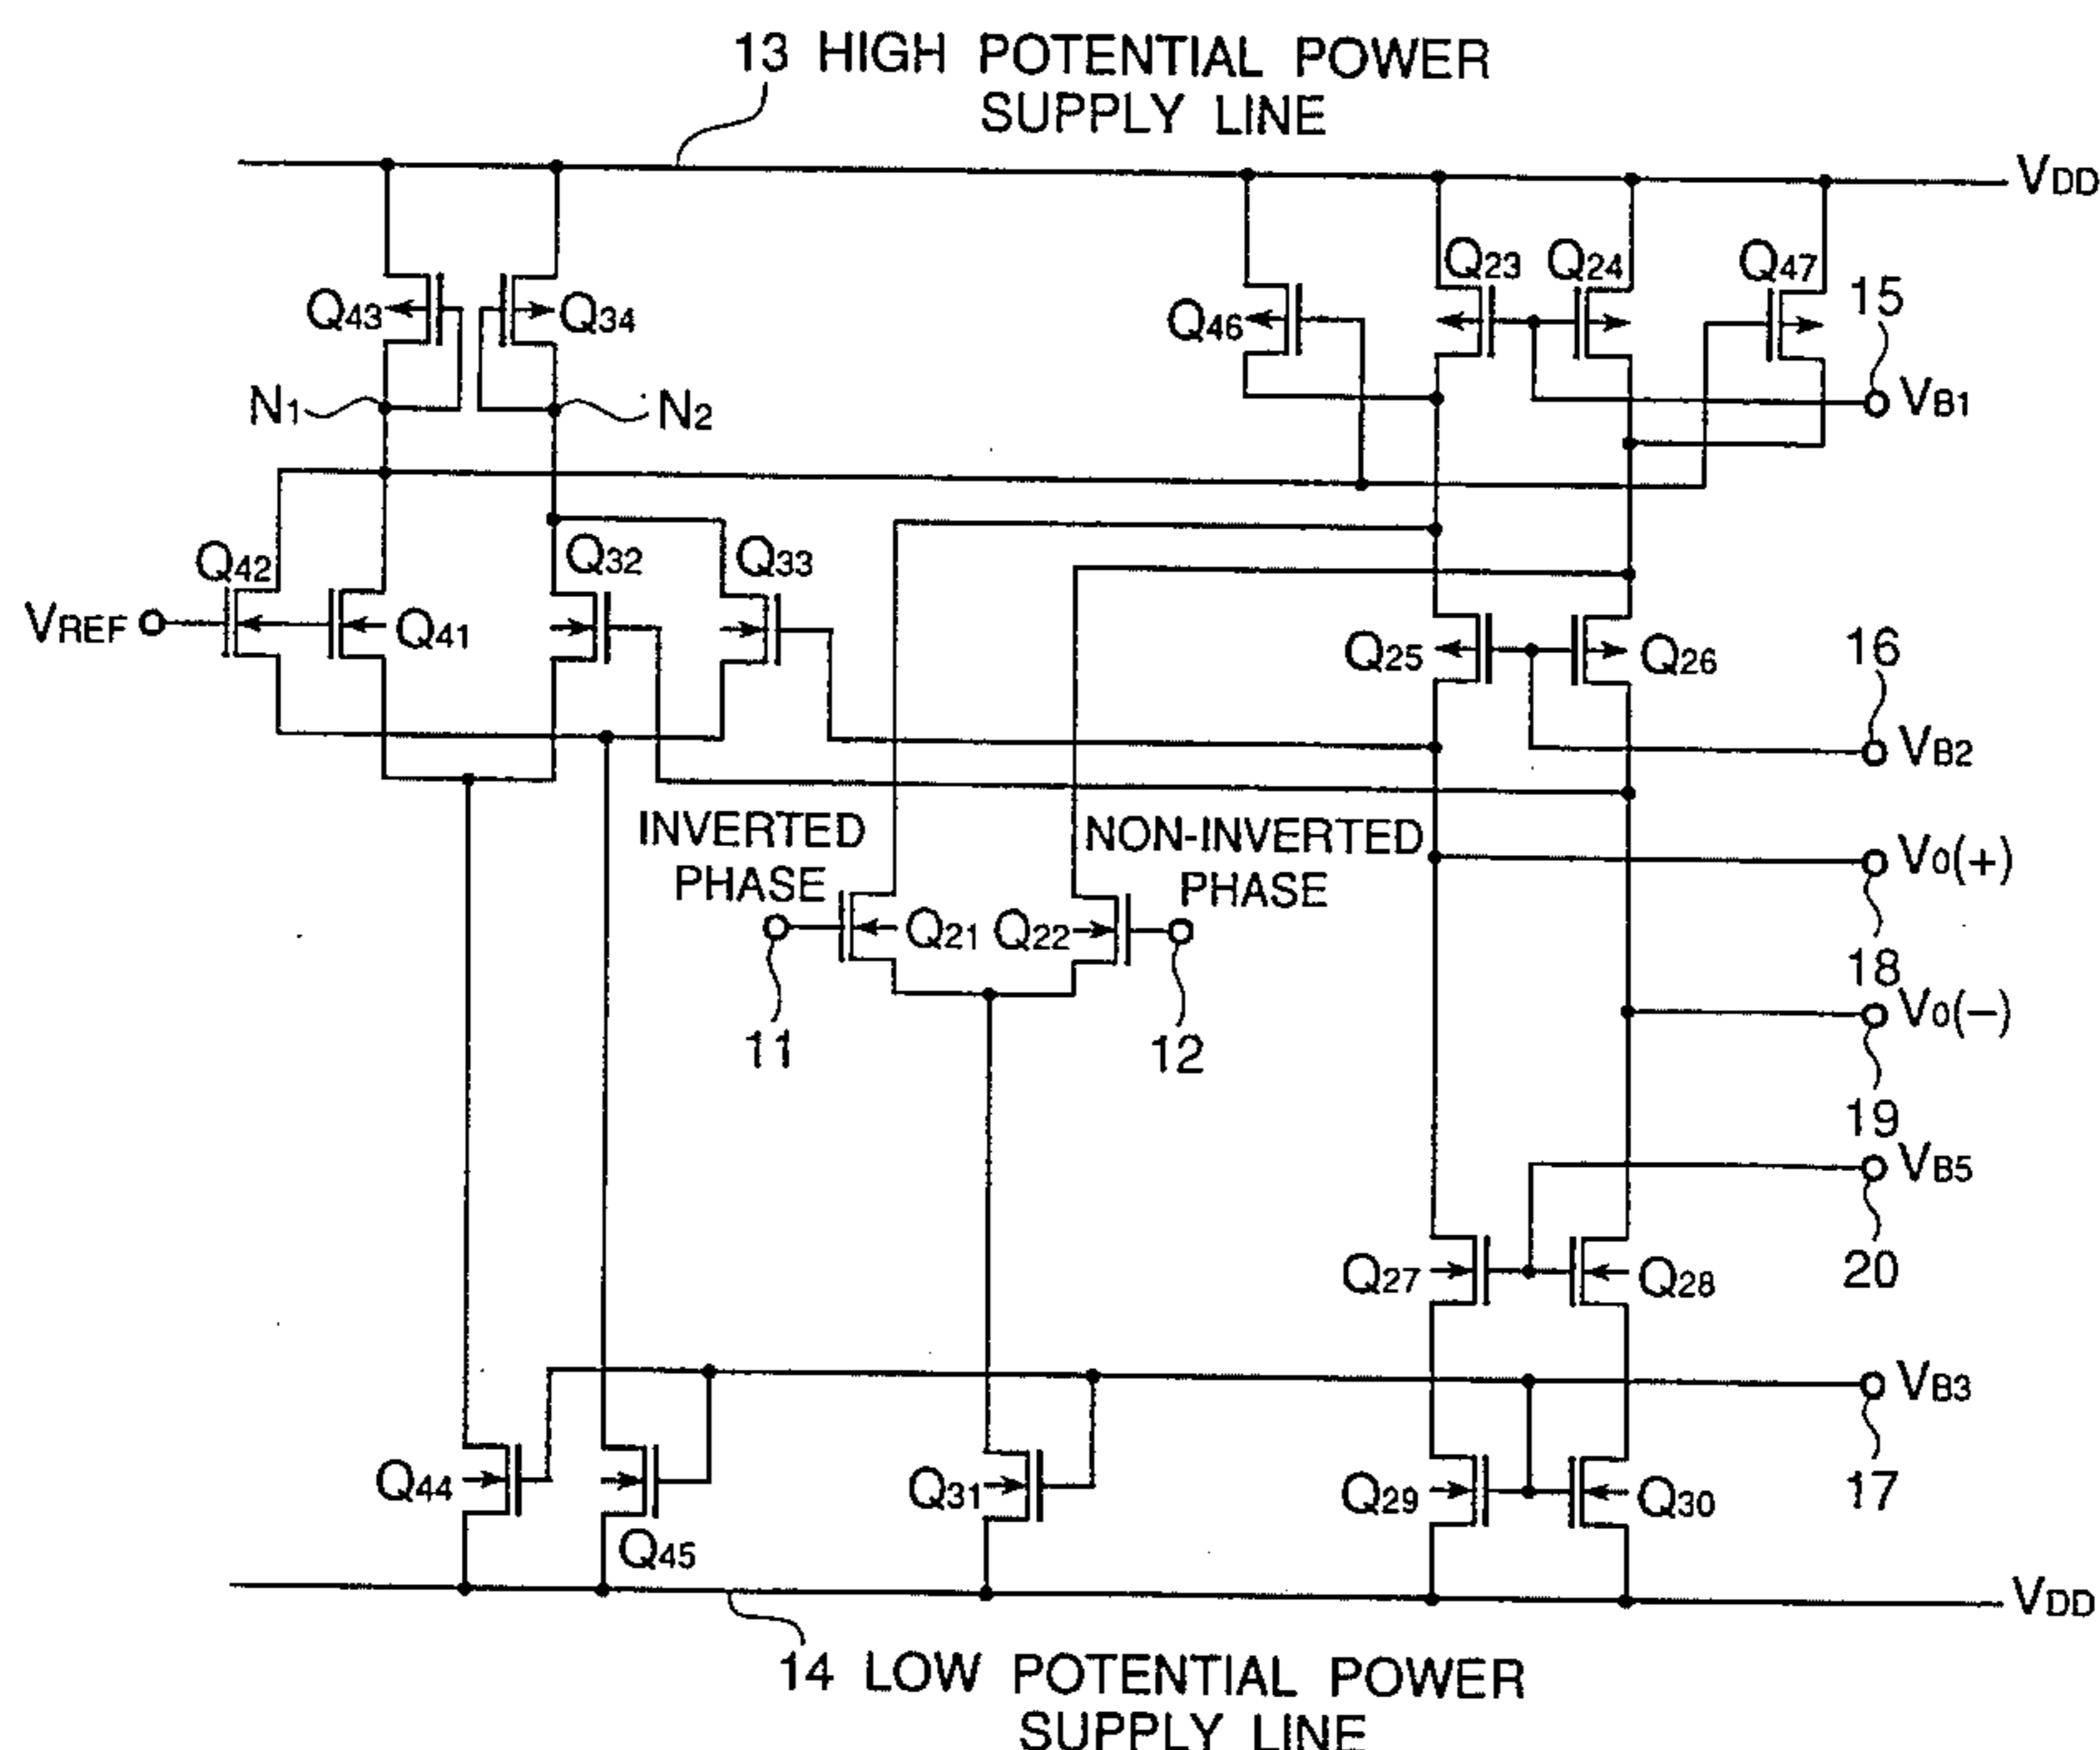 13 HIGH POTENTIAL POWER
SUPPLY LINE
VDD
Q43
Q34
Q46
Q23
Q24
Q47
15
N1
N2
VB1
Q42
Q32
Q33
VREF
Q41
Q25
Q26
16
VB2
INVERTED
PHASE
NON-INVERTED
PHASE
V0(+)
18
Q21
Q22
11
12
V0(−)
19
VB5
20
Q27
Q28
VB3
17
Q44
Q45
Q31
Q29
Q30
VDD
14 LOW POTENTIAL POWER
SUPPLY LINE